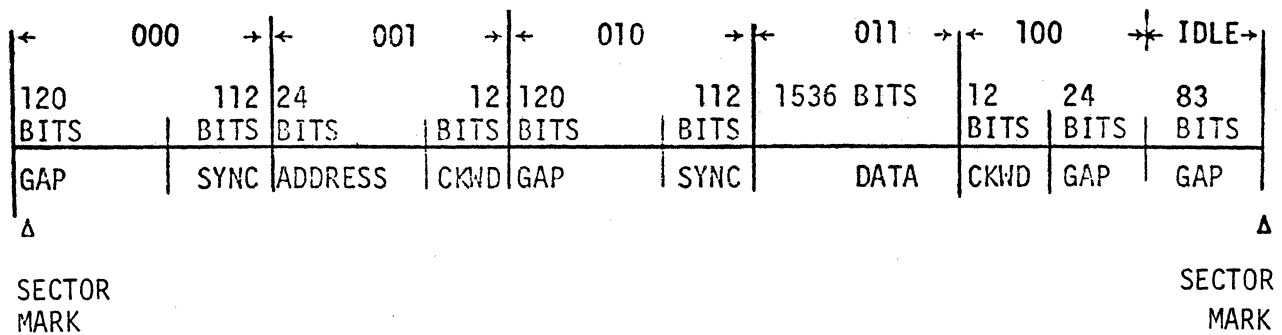 000 001 010 011 100 IDLE
120 112 24 12 120 112 1536 BITS 12 24 83
BITS BITS BITS BITS BITS BITS BITS BITS BITS
GAP SYNC ADDRESS CKWD GAP SYNC DATA CKWD GAP GAP
SECTOR SECTOR
MARK MARK